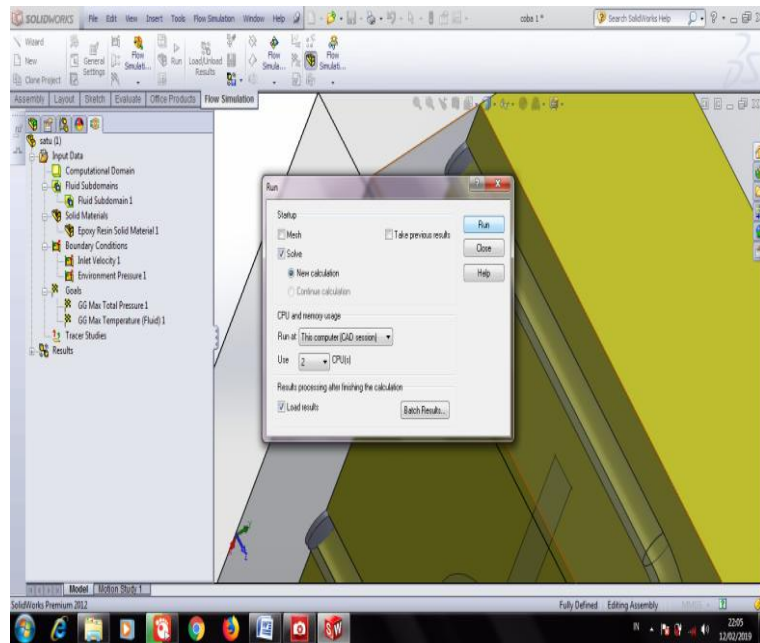 SOLIDWORKS File Edit View Insert Tools Flow Simulation Window Help
coba 1 *
Search SolidWorks Help
Wizard
New
Clone Project
General Settings
Flow Simulati...
Run
Load/Unload Results
Flow Simula...
Flow Simulati...
Assembly Layout Sketch Evaluate Office Products Flow Simulation
satu (1)
Input Data
Computational Domain
Fluid Subdomains
Fluid Subdomain 1
Solid Materials
Epoxy Resin Solid Material 1
Boundary Conditions
Inlet Velocity 1
Environment Pressure 1
Goals
GG Max Total Pressure 1
GG Max Temperature (Fluid) 1
Tracer Studies
Results
Run
Startup
Mesh
Take previous results
Solve
New calculation
Continue calculation
Run
Close
Help
CPU and memory usage
Run at: This computer (CAD session)
Use 2 CPU(s)
Results processing after finishing the calculation
Load results
Batch Results...
Model Motion Study 1
SolidWorks Premium 2012
Fully Defined Editing Assembly MMGS
IN
22:05
12/02/2019